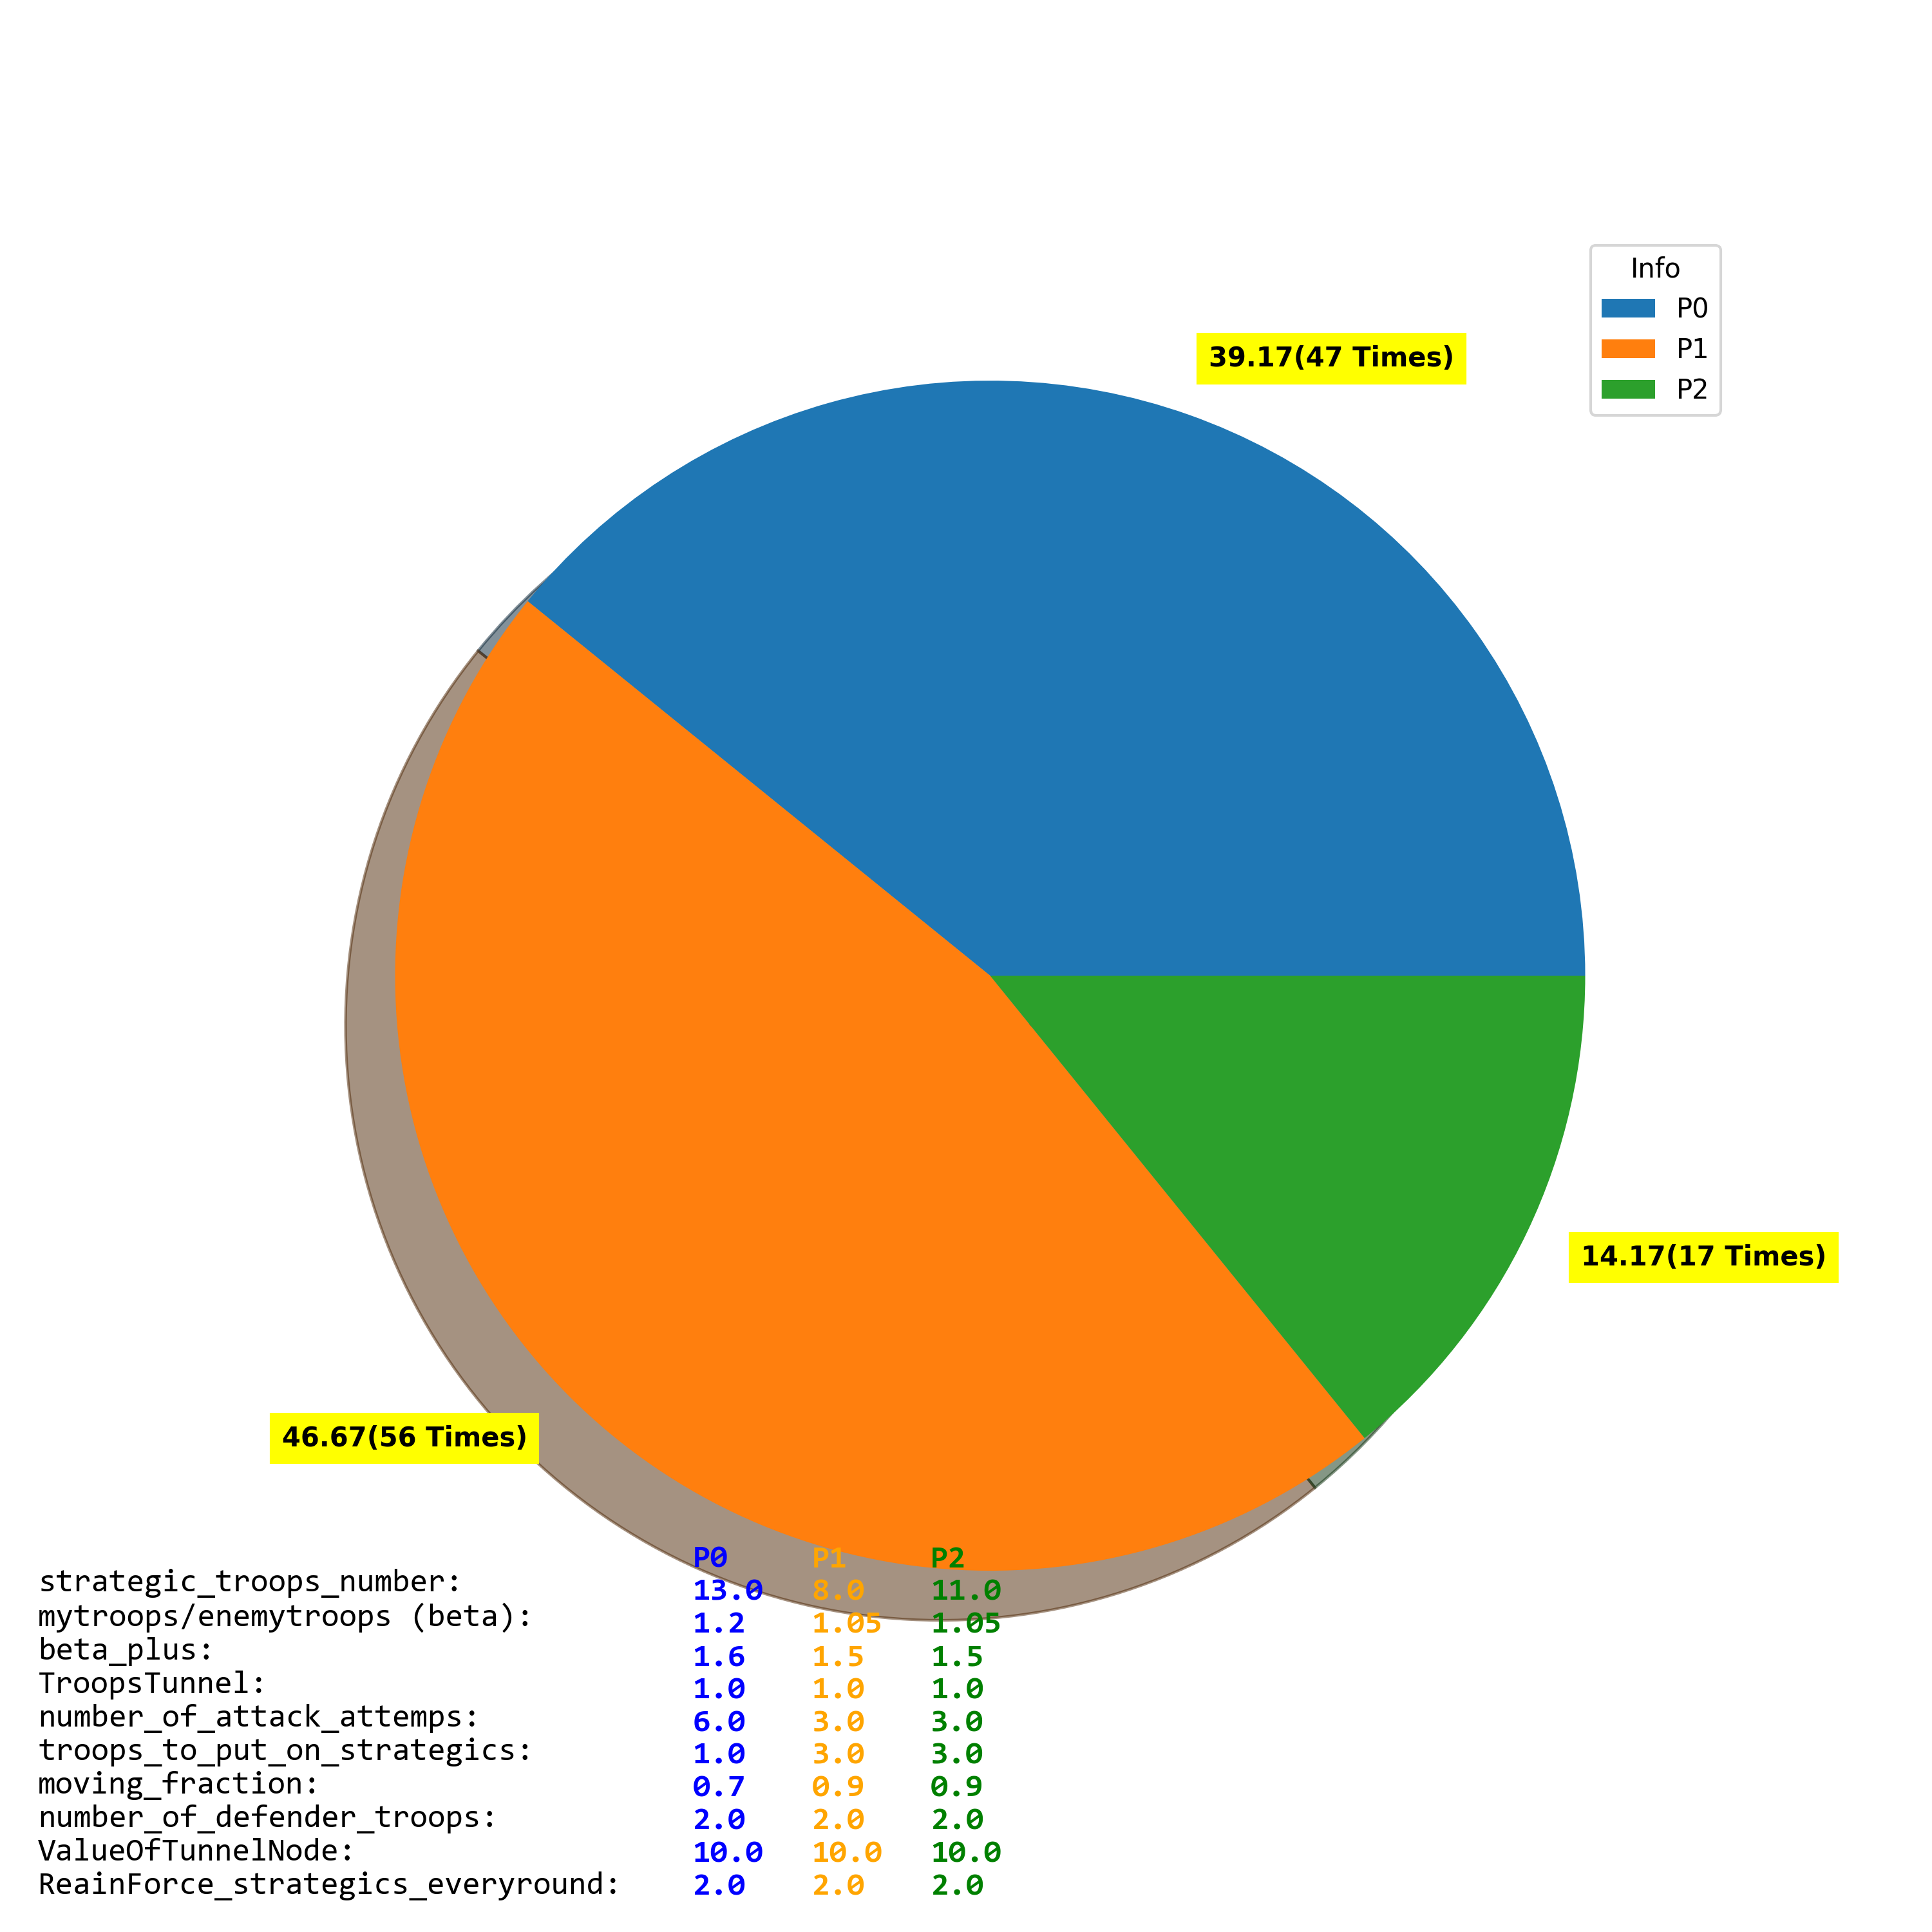 Info
P0
P1
P2
39.17(47 Times)
14.17(17 Times)
46.67(56 Times)
P0 P1 P2
strategic_troops_number: 13.0 8.0 11.0
mytroops/enemytroops (beta): 1.2 1.05 1.05
beta_plus: 1.6 1.5 1.5
TroopsTunnel: 1.0 1.0 1.0
number_of_attack_attemps: 6.0 3.0 3.0
troops_to_put_on_strategics: 1.0 3.0 3.0
moving_fraction: 0.7 0.9 0.9
number_of_defender_troops: 2.0 2.0 2.0
ValueOfTunnelNode: 10.0 10.0 10.0
ReainForce_strategics_everyround: 2.0 2.0 2.0